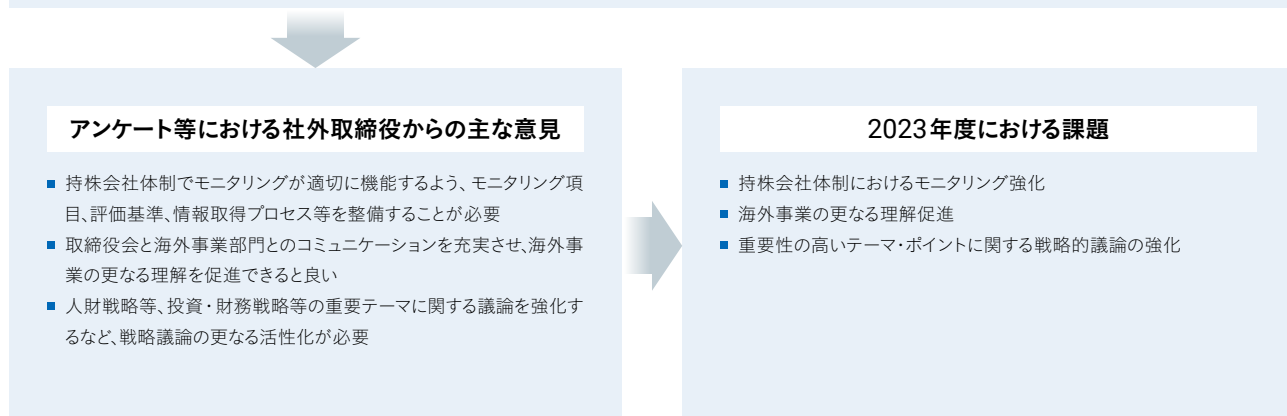 アンケート等における社外取締役からの主な意見
■ 持株会社体制でモニタリングが適切に機能するよう、モニタリング項
目、評価基準、情報取得プロセス等を整備することが必要
■ 取締役会と海外事業部門とのコミュニケーションを充実させ、海外事
業の更なる理解を促進できると良い
■ 人財戦略等、投資・財務戦略等の重要テーマに関する議論を強化す
るなど、戦略議論の更なる活性化が必要
2023年度における課題
■ 持株会社体制におけるモニタリング強化
■ 海外事業の更なる理解促進
■ 重要性の高いテーマ・ポイントに関する戦略的議論の強化